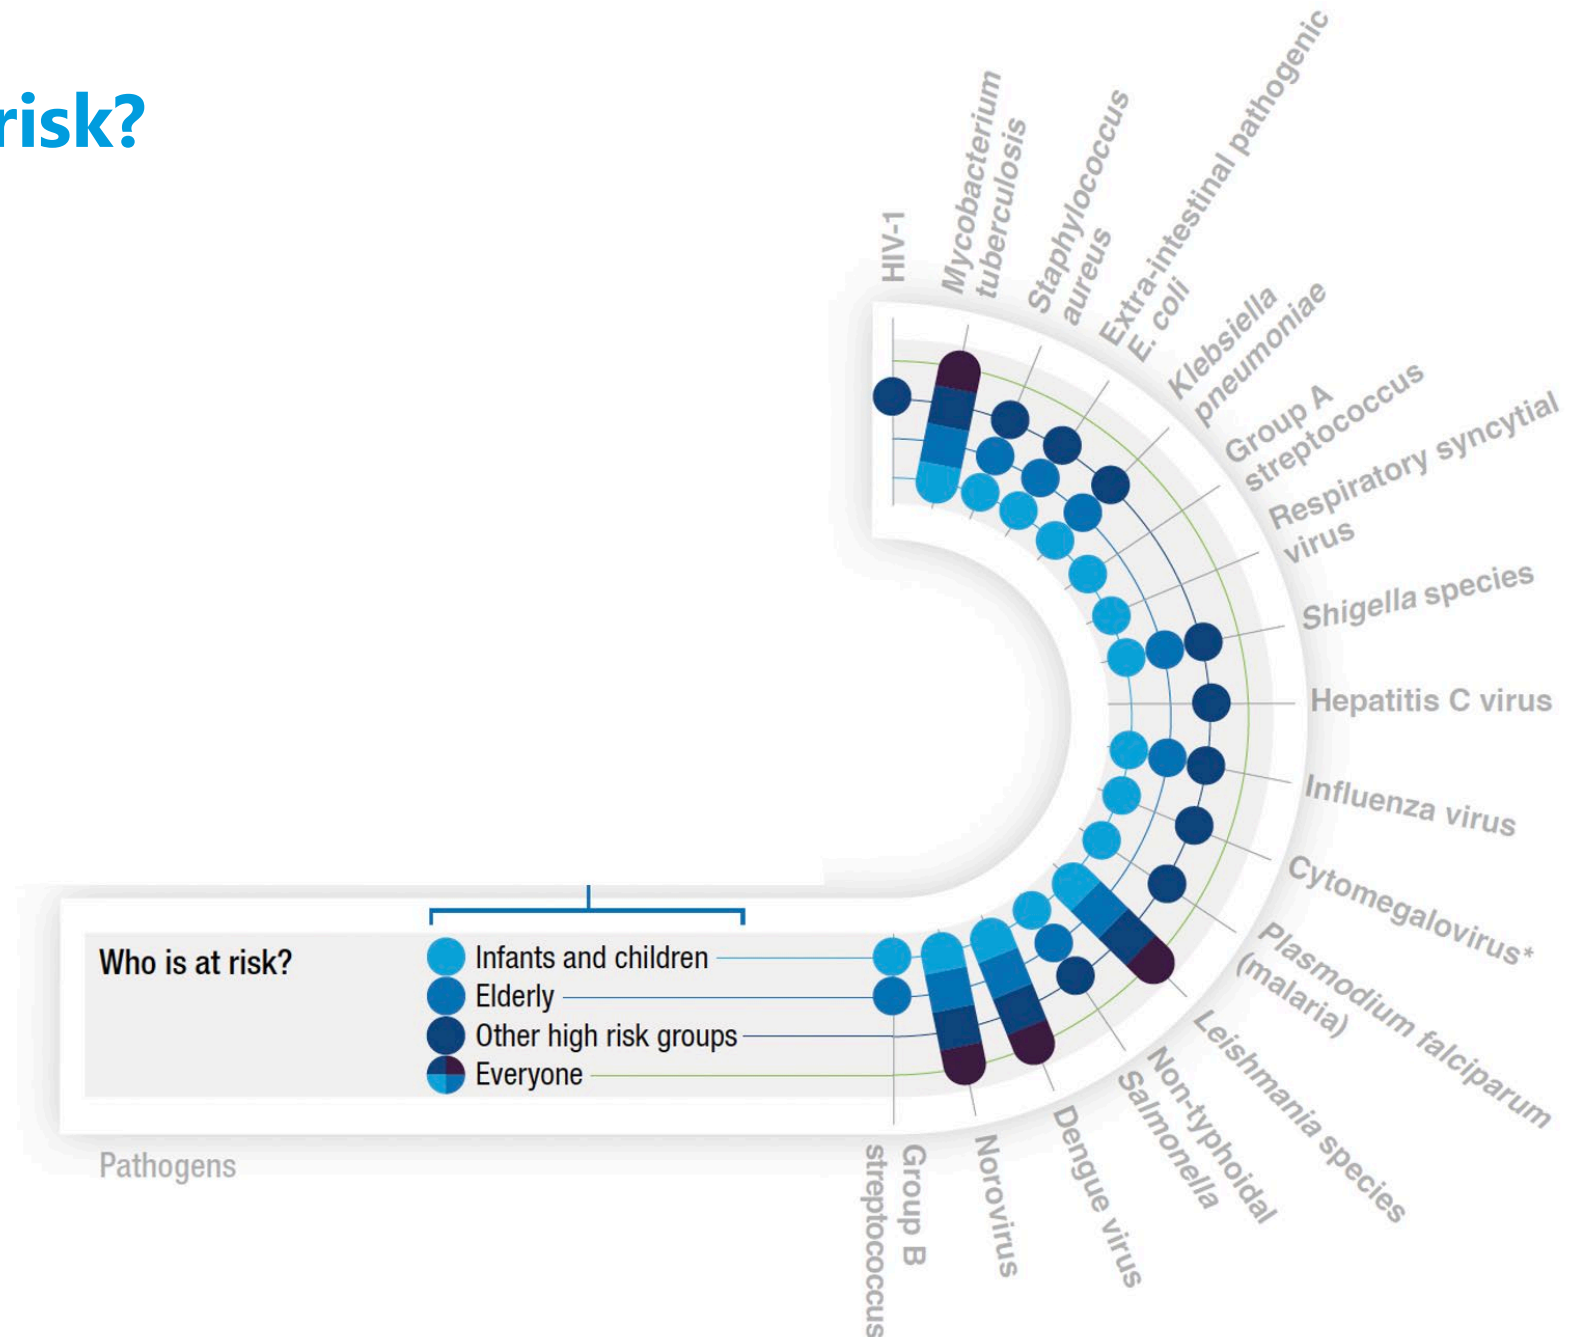 risk?
HIV-1
Mycobacterium
tuberculosis
Staphylococcus
aureus
Extra-intestinal pathogenic
E. coli
Klebsiella
pneumoniae
Group A
streptococcus
Respiratory syncytial
virus
Shigella species
Hepatitis C virus
Influenza virus
Cytomegalovirus*
Plasmodium falciparum
(malaria)
Leishmania species
Non-typhoidal
Salmonella
Dengue virus
Norovirus
Group B
streptococcus
Who is at risk?
Infants and children
Elderly
Other high risk groups
Everyone
Pathogens